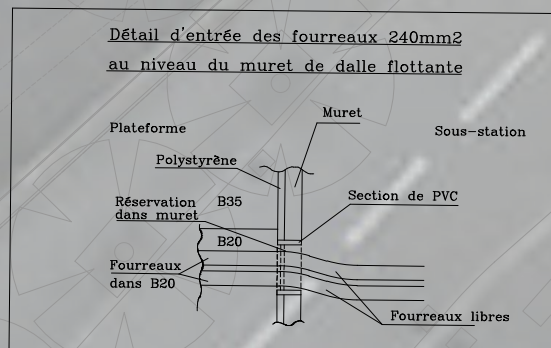 Détail d'entrée des fourreaux 240mm2
au niveau du muret de dalle flottante
Muret
Plateforme
Sous-station
Polystyrène
Section de PVC
Réservation
dans muret
B35
B20
Fourreaux
dans B20
Fourreaux libres